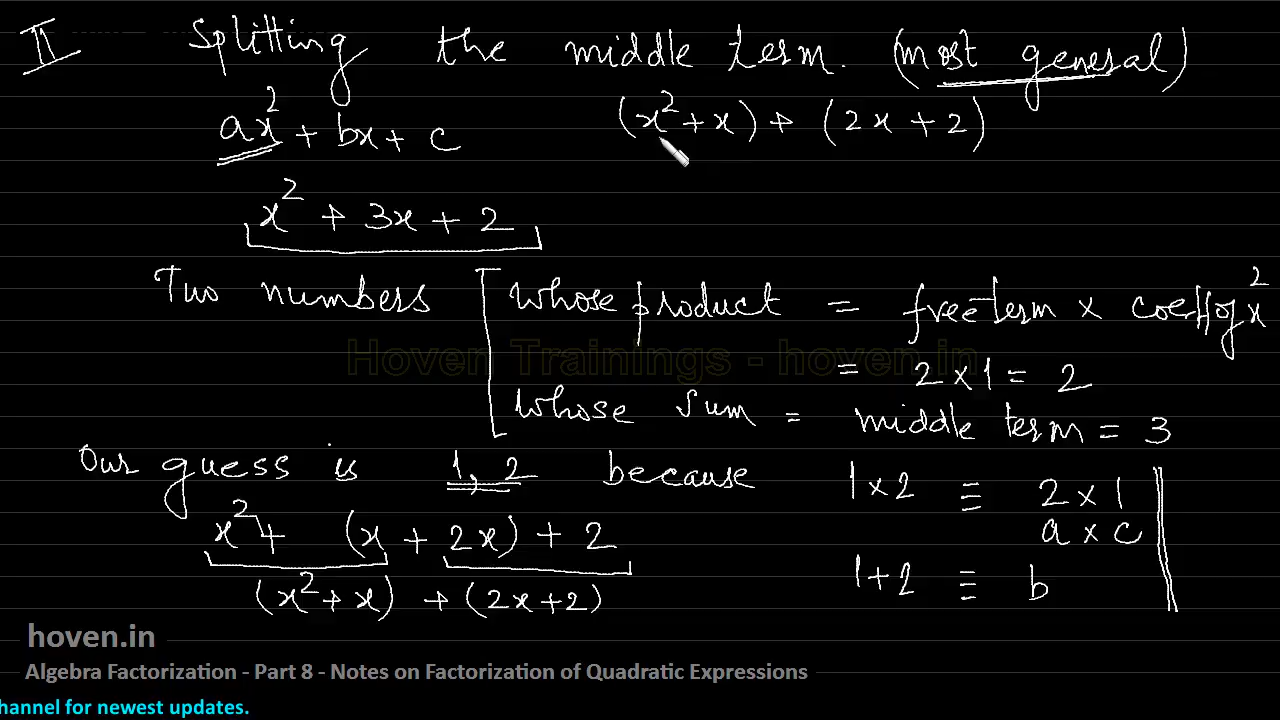 II Splitting the middle term. (most general)
ax² + bx + c (x² + x) + (2x + 2)
x² + 3x + 2
Two numbers whose product = free term × coeff of x²
Hoven Trainings - hoven.in
= 2 × 1 = 2
whose sum = middle term = 3
Our guess is 1, 2 because 1 × 2 ≡ 2 × 1
a × c
x² + (x + 2x) + 2
1 + 2 ≡ b
(x² + x) + (2x + 2)
hoven.in
Algebra Factorization - Part 8 - Notes on Factorization of Quadratic Expressions
hannel for newest updates.